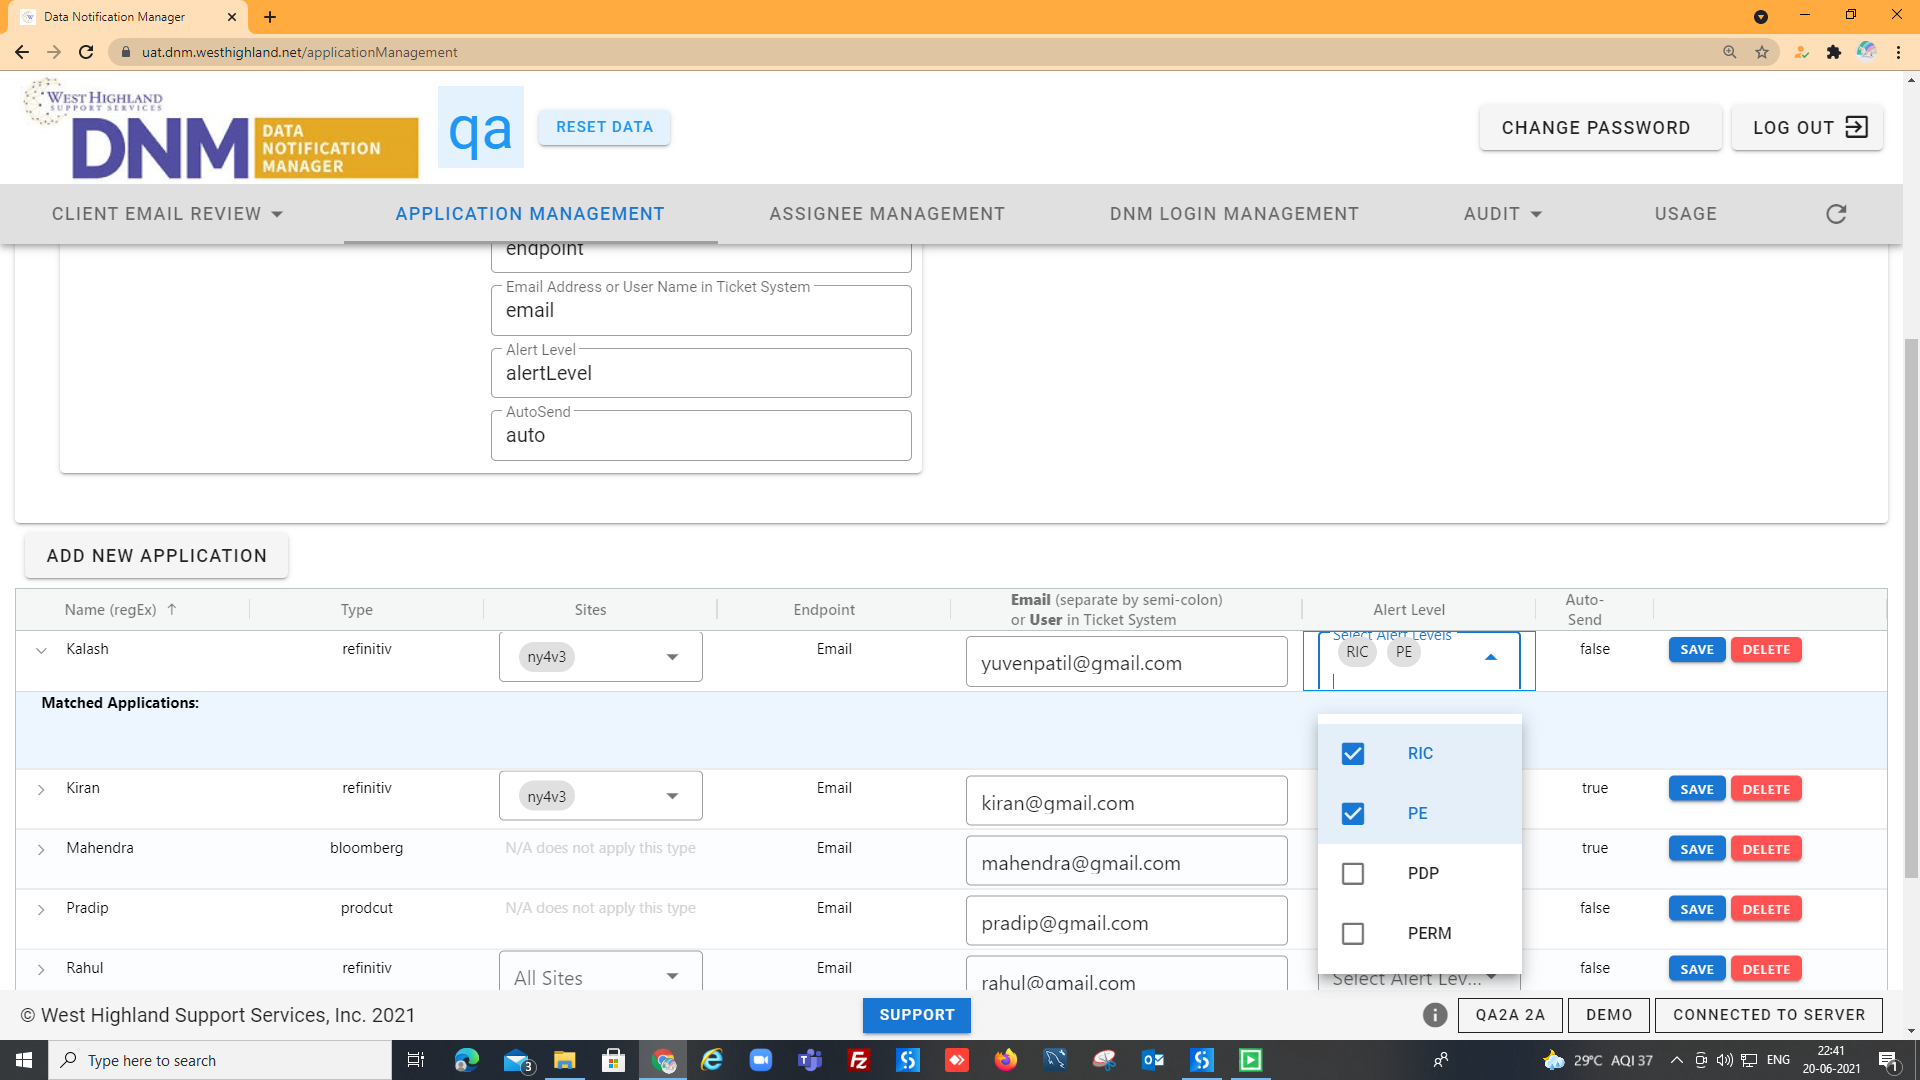 Data Notification Manager
uat.dnm.westhighland.net/applicationManagement
WEST HIGHLAND
SUPPORT SERVICES
DNM DATA NOTIFICATION MANAGER
qa
RESET DATA
CHANGE PASSWORD
LOG OUT
CLIENT EMAIL REVIEW
APPLICATION MANAGEMENT
ASSIGNEE MANAGEMENT
DNM LOGIN MANAGEMENT
AUDIT
USAGE
endpoint
Email Address or User Name in Ticket System
email
Alert Level
alertLevel
AutoSend
auto
ADD NEW APPLICATION
Name (regEx) ↑ Type Sites Endpoint Email (separate by semi-colon) or User in Ticket System Alert Level Auto-Send
Kalash refinitiv ny4v3 Email yuvenpatil@gmail.com Select Alert Levels RIC PE false SAVE DELETE
Matched Applications:
RIC
PE
PDP
PERM
Kiran refinitiv ny4v3 Email kiran@gmail.com true SAVE DELETE
Mahendra bloomberg N/A does not apply this type Email mahendra@gmail.com true SAVE DELETE
Pradip prodcut N/A does not apply this type Email pradip@gmail.com false SAVE DELETE
Rahul refinitiv All Sites Email rahul@gmail.com Select Alert Lev... false SAVE DELETE
© West Highland Support Services, Inc. 2021
SUPPORT
QA2A 2A
DEMO
CONNECTED TO SERVER
Type here to search
3
29°C AQI 37
ENG
22:41
20-06-2021
1